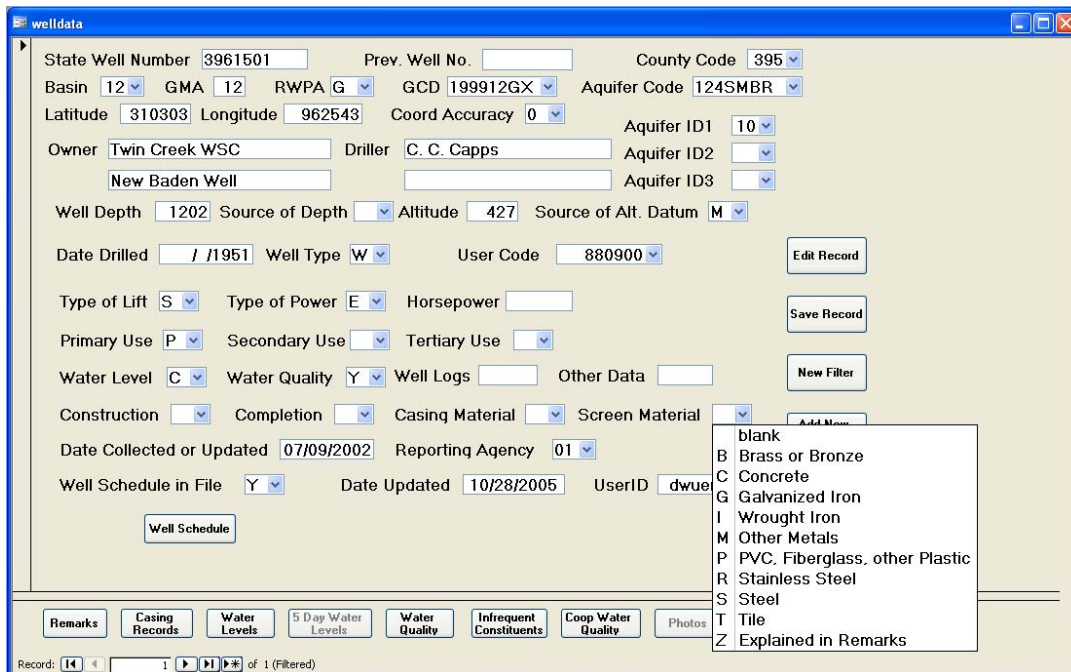 welldata
State Well Number 3961501 Prev. Well No. County Code 395
Basin 12 GMA 12 RWPA G GCD 199912GX Aquifer Code 124SMBR
Latitude 310303 Longitude 962543 Coord Accuracy 0
Aquifer ID1 10
Owner Twin Creek WSC Driller C. C. Capps
Aquifer ID2
New Baden Well Aquifer ID3
Well Depth 1202 Source of Depth Altitude 427 Source of Alt. Datum M
Date Drilled / /1951 Well Type W User Code 880900 Edit Record
Type of Lift S Type of Power E Horsepower
Save Record
Primary Use P Secondary Use Tertiary Use
Water Level C Water Quality Y Well Logs Other Data New Filter
Construction Completion Casing Material Screen Material Add New
Date Collected or Updated 07/09/2002 Reporting Agency 01
Well Schedule in File Y Date Updated 10/28/2005 UserID
Well Schedule
blank
B Brass or Bronze
C Concrete
G Galvanized Iron
I Wrought Iron
M Other Metals
P PVC, Fiberglass, other Plastic
R Stainless Steel
S Steel
T Tile
Z Explained in Remarks
Remarks Casing Records Water Levels 5 Day Water Levels Water Quality Infrequent Constituents Coop Water Quality Photos
Record: 1 of 1 (Filtered)